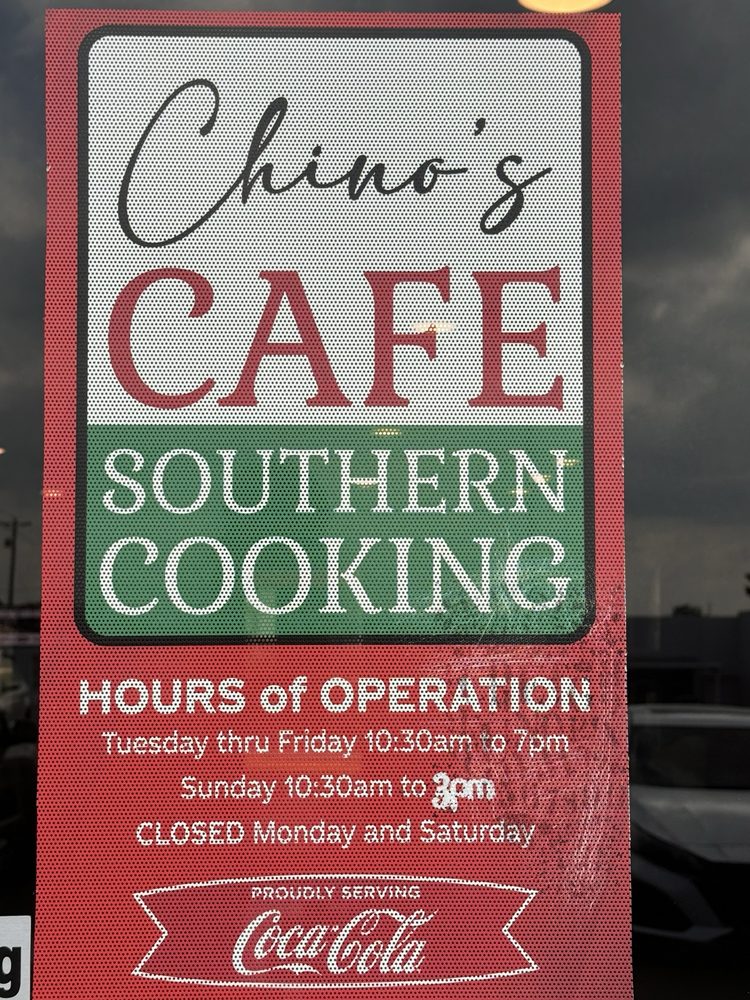 Chino's
CAFE
SOUTHERN
COOKING
HOURS of OPERATION
Tuesday thru Friday 10:30am to 7pm
Sunday 10:30am to 3pm
CLOSED Monday and Saturday
PROUDLY SERVING
Coca-Cola
g